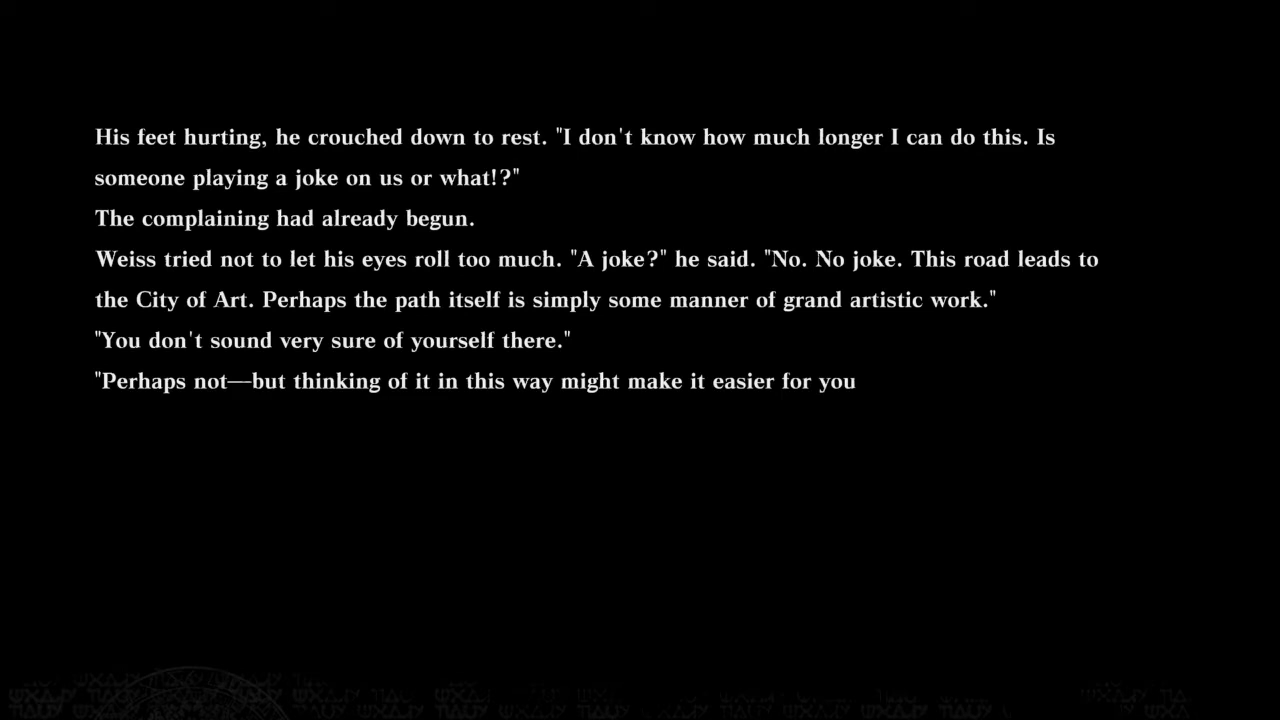 His feet hurting, he crouched down to rest. "I don't know how much longer I can do this. Is
someone playing a joke on us or what!?"
The complaining had already begun.
Weiss tried not to let his eyes roll too much. "A joke?" he said. "No. No joke. This road leads to
the City of Art. Perhaps the path itself is simply some manner of grand artistic work."
"You don't sound very sure of yourself there."
"Perhaps not—but thinking of it in this way might make it easier for you